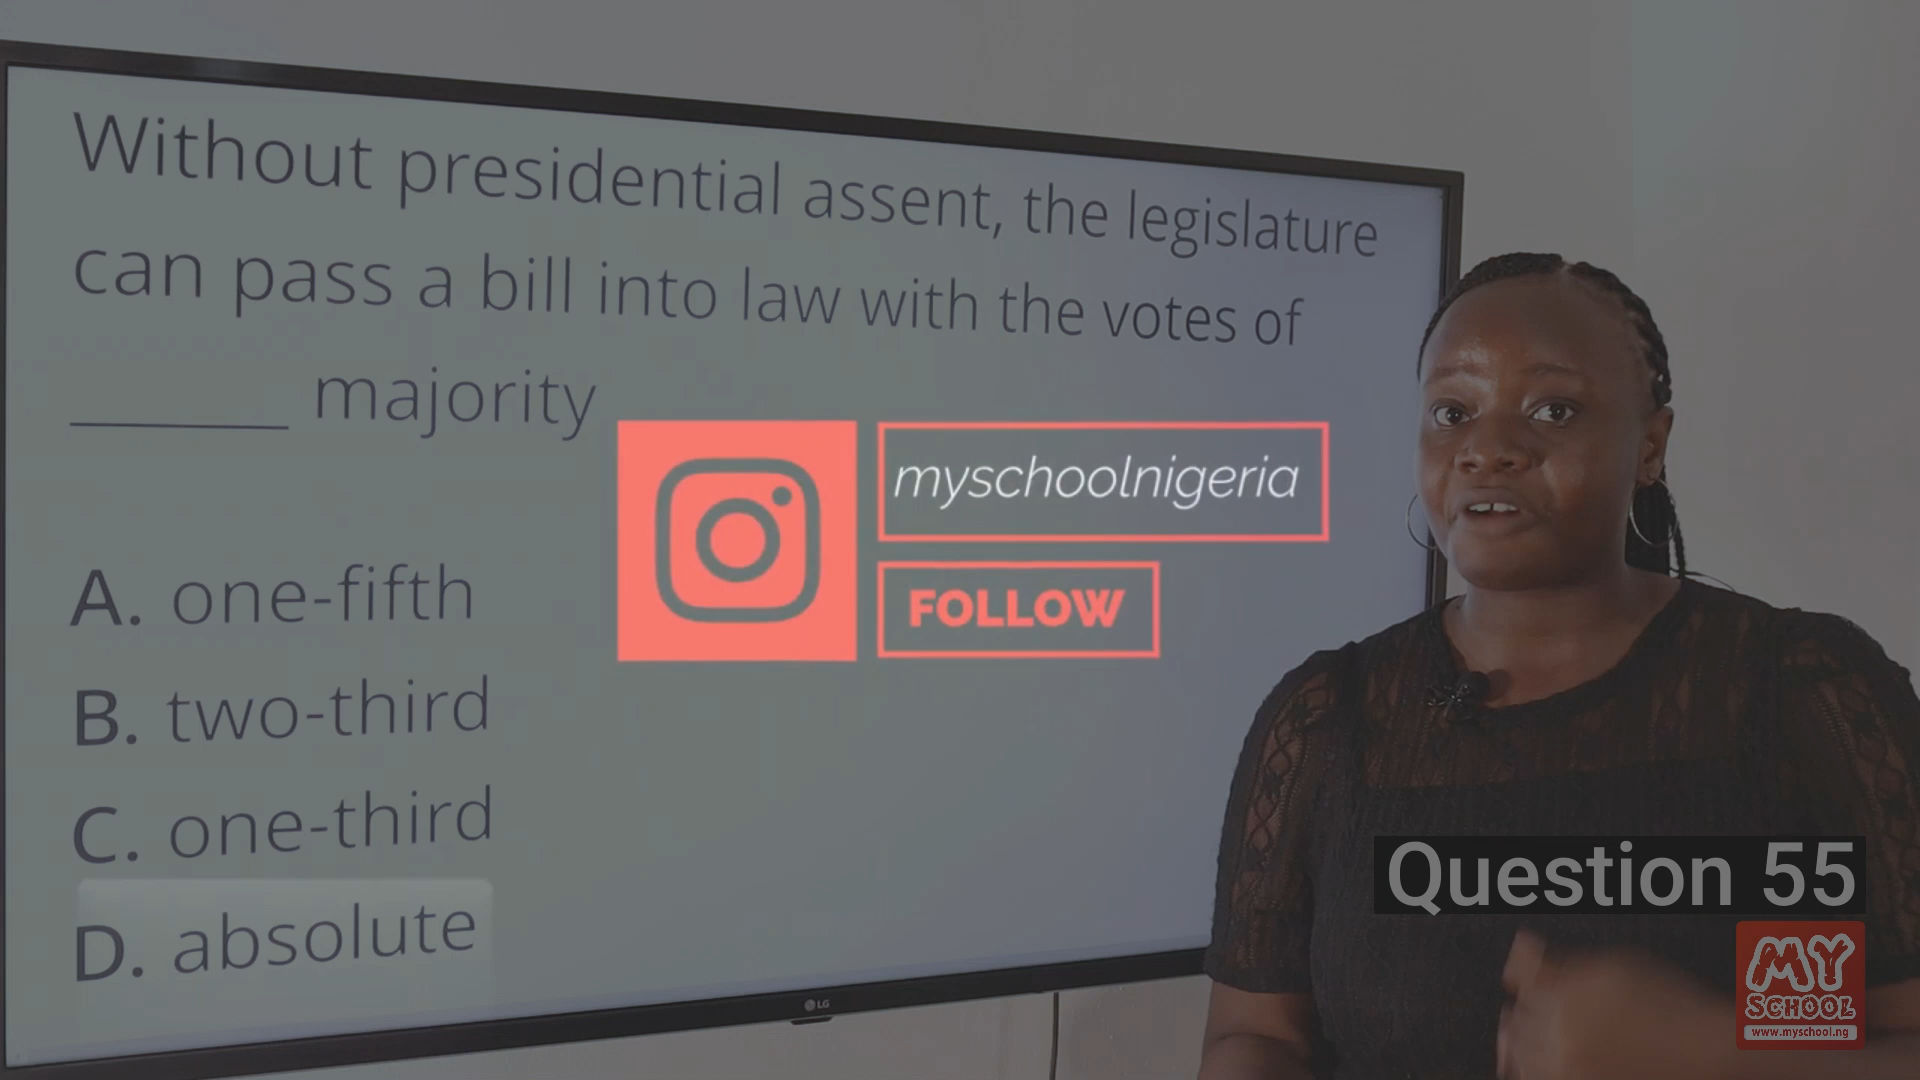 Without presidential assent, the legislature
can pass a bill into law with the votes of
______ majority
A. one-fifth
B. two-third
C. one-third
D. absolute
myschoolnigeria
FOLLOW
Question 55
LG
MY
SCHOOL
www.myschool.ng